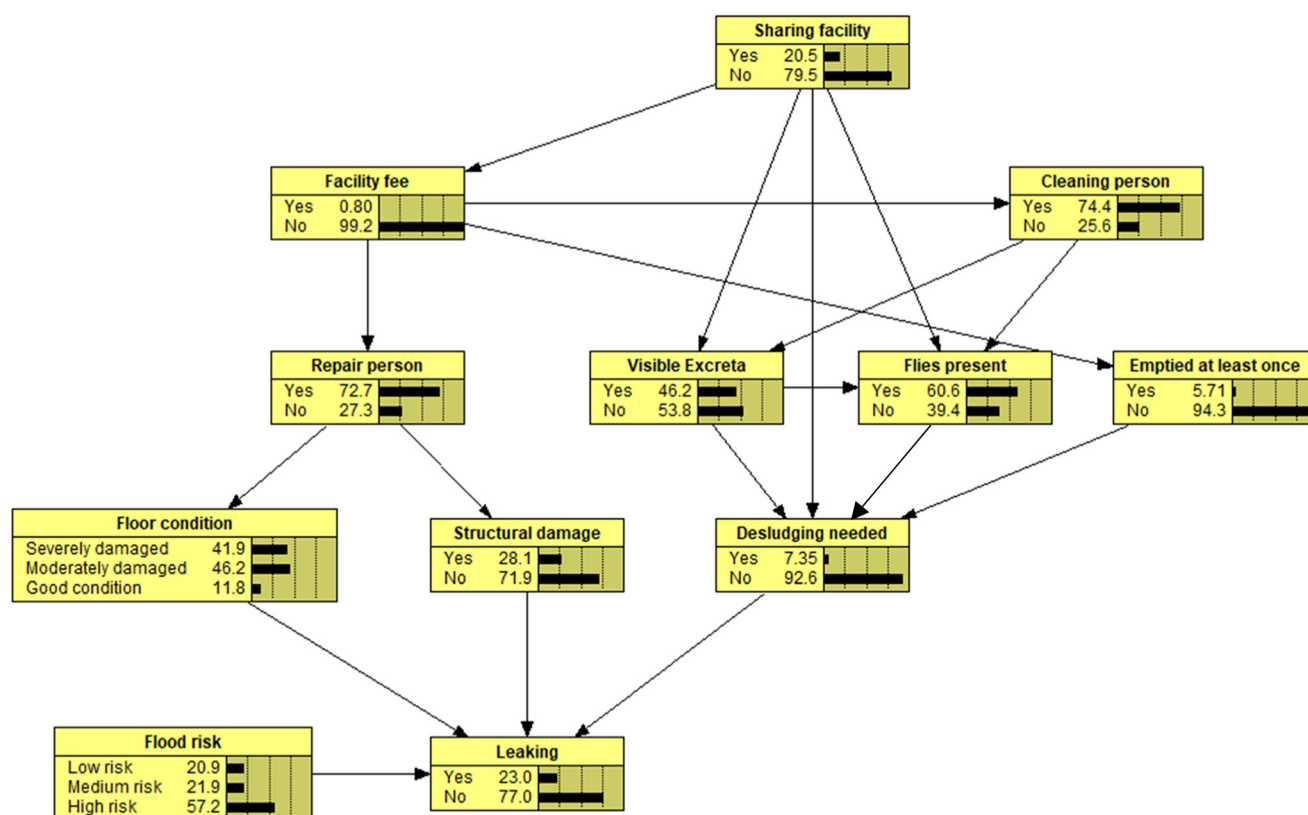 Sharing facility
Yes 20.5
No 79.5
Facility fee
Yes 0.80
No 99.2
Cleaning person
Yes 74.4
No 25.6
Repair person
Yes 72.7
No 27.3
Visible Excreta
Yes 46.2
No 53.8
Flies present
Yes 60.6
No 39.4
Emptied at least once
Yes 5.71
No 94.3
Floor condition
Severely damaged 41.9
Moderately damaged 46.2
Good condition 11.8
Structural damage
Yes 28.1
No 71.9
Desludging needed
Yes 7.35
No 92.6
Flood risk
Low risk 20.9
Medium risk 21.9
High risk 57.2
Leaking
Yes 23.0
No 77.0